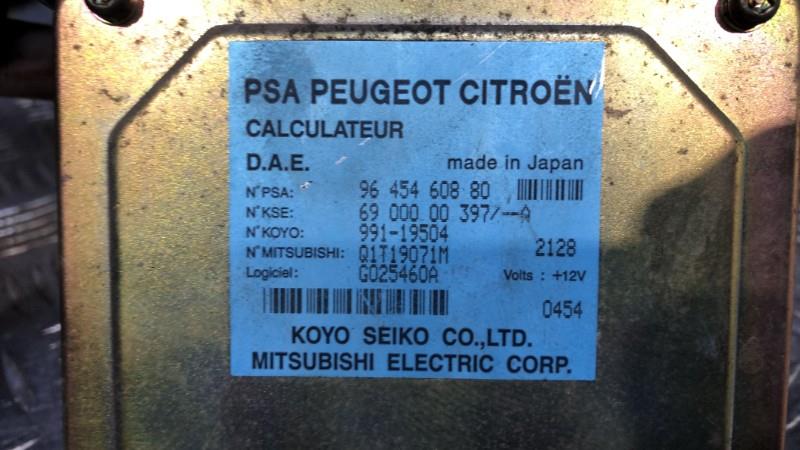 PSA PEUGEOT CITROËN
CALCULATEUR
D.A.E. made in Japan
N°PSA: 96 454 608 80
N°KSE: 69 000 00 397/--A
N°KOYO: 991-19504
N°MITSUBISHI: Q1T19071M 2128
Logiciel: G025460A Volts : +12V
0454
KOYO SEIKO CO.,LTD.
MITSUBISHI ELECTRIC CORP.